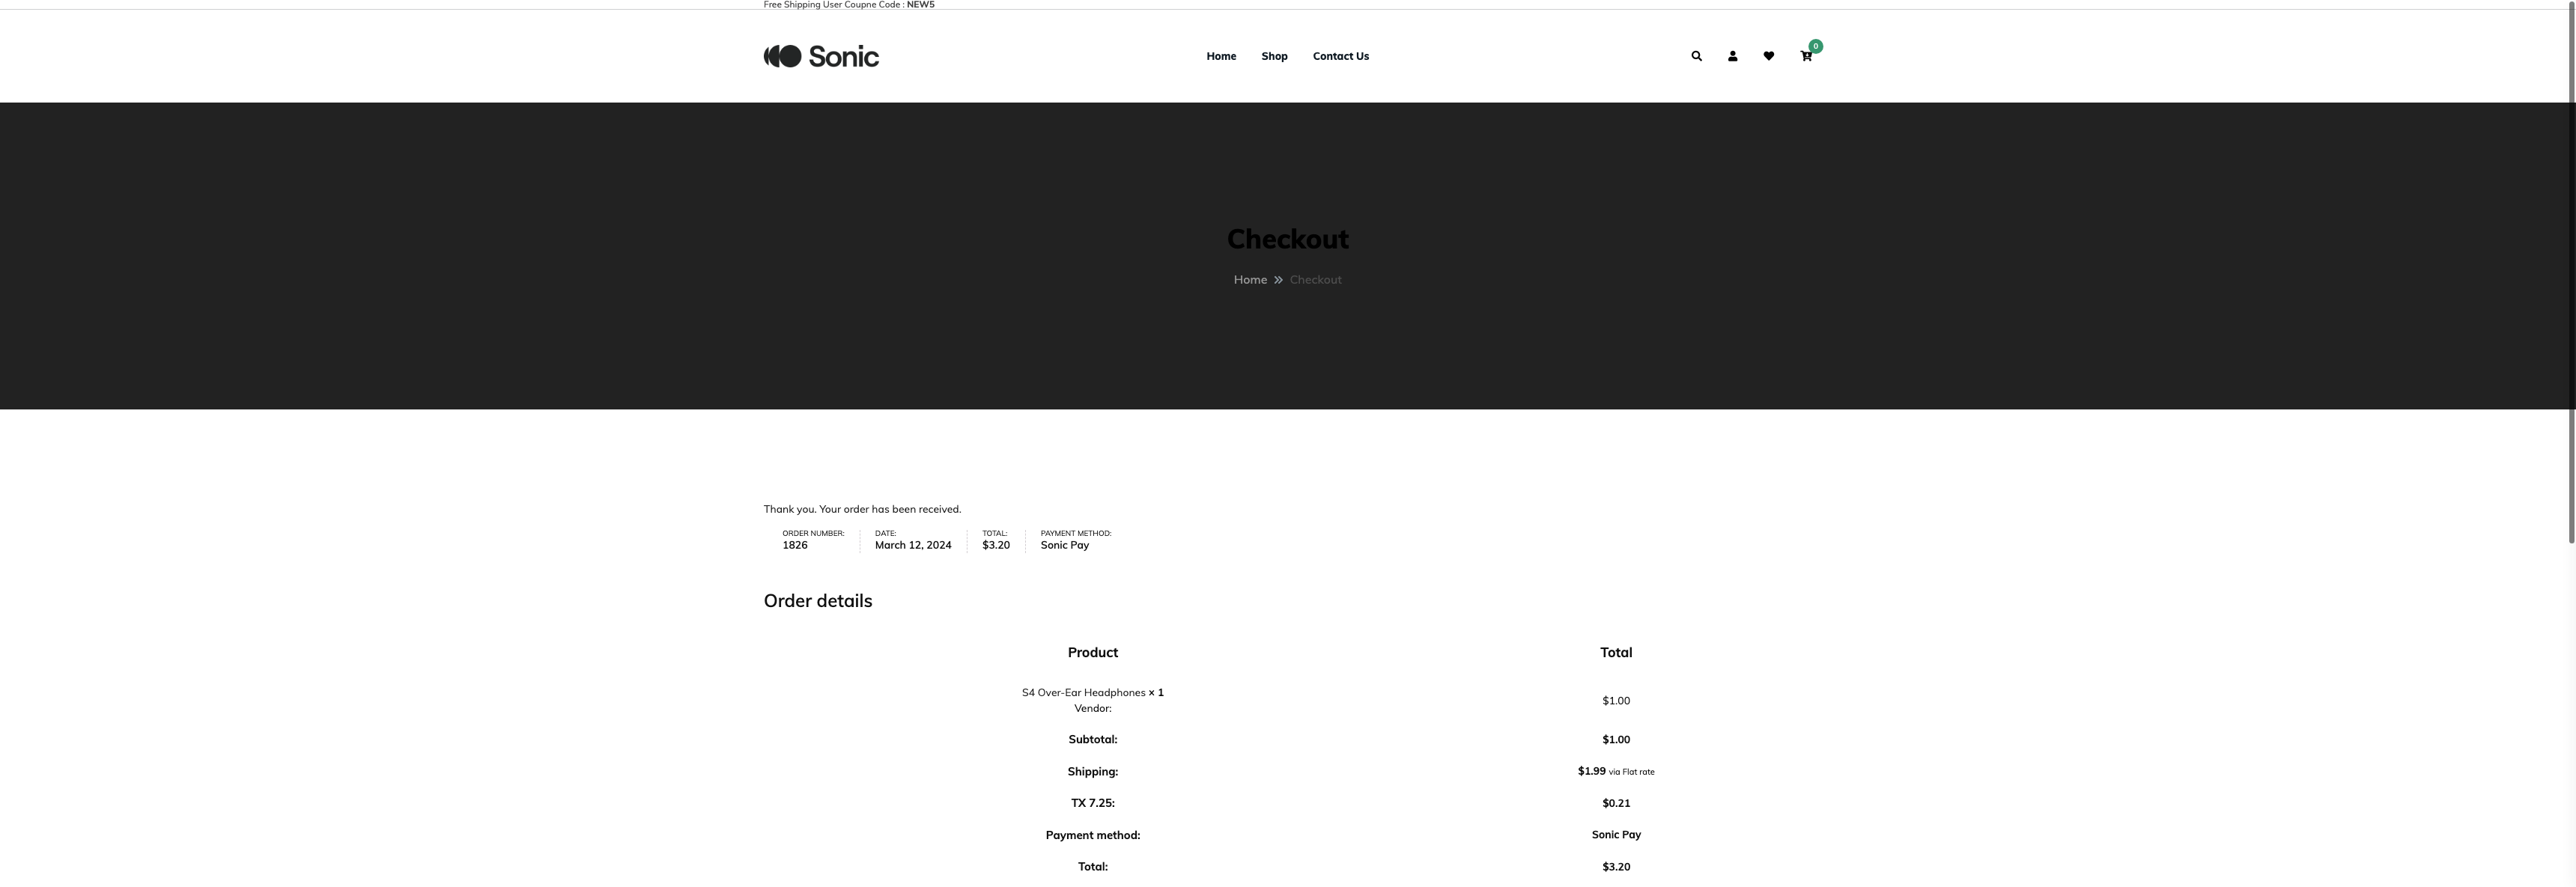 Free Shipping User Coupne Code : NEW5
Sonic
Home Shop Contact Us
0
Checkout
Home » Checkout
Thank you. Your order has been received.
ORDER NUMBER: DATE: TOTAL: PAYMENT METHOD:
1826 March 12, 2024 $3.20 Sonic Pay
Order details
Product Total
S4 Over-Ear Headphones × 1 $1.00
Vendor:
Subtotal: $1.00
Shipping: $1.99 via Flat rate
TX 7.25: $0.21
Payment method: Sonic Pay
Total: $3.20